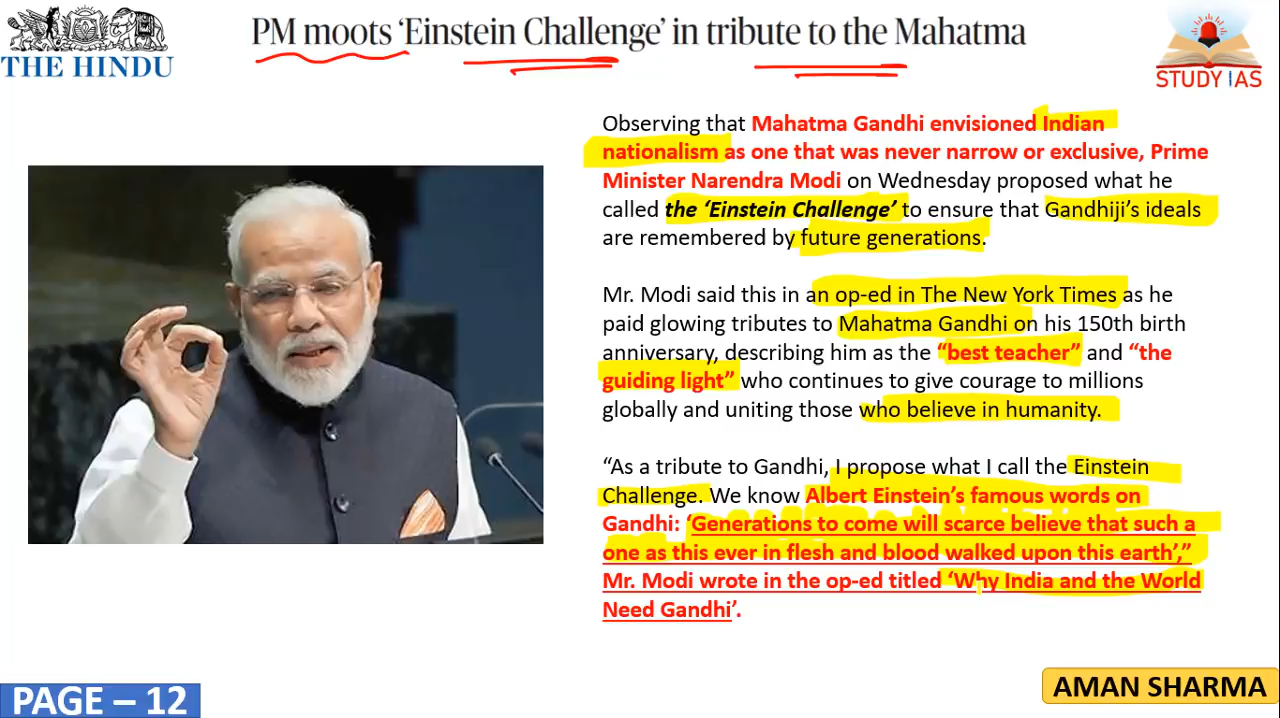 PM moots ‘Einstein Challenge’ in tribute to the Mahatma
THE HINDU
STUDY IAS
Observing that Mahatma Gandhi envisioned Indian
nationalism as one that was never narrow or exclusive, Prime
Minister Narendra Modi on Wednesday proposed what he
called the ‘Einstein Challenge’ to ensure that Gandhiji’s ideals
are remembered by future generations.
Mr. Modi said this in an op-ed in The New York Times as he
paid glowing tributes to Mahatma Gandhi on his 150th birth
anniversary, describing him as the “best teacher” and “the
guiding light” who continues to give courage to millions
globally and uniting those who believe in humanity.
“As a tribute to Gandhi, I propose what I call the Einstein
Challenge. We know Albert Einstein’s famous words on
Gandhi: ‘Generations to come will scarce believe that such a
one as this ever in flesh and blood walked upon this earth’,”
Mr. Modi wrote in the op-ed titled ‘Why India and the World
Need Gandhi’.
PAGE – 12
AMAN SHARMA